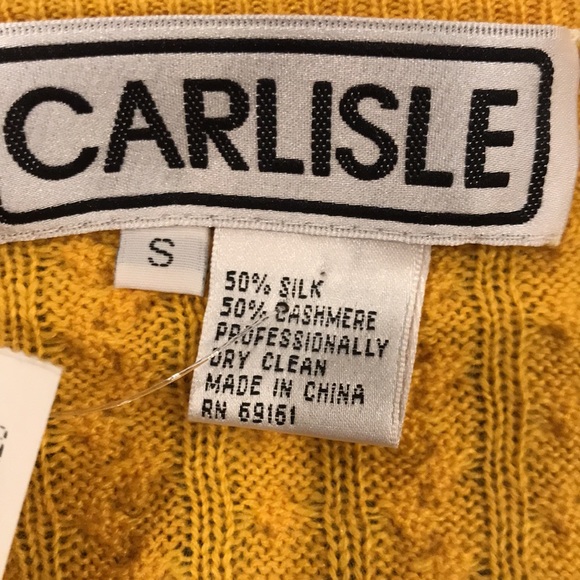 CARLISLE
S
50% SILK
50% CASHMERE
PROFESSIONALLY
DRY CLEAN
MADE IN CHINA
RN 69161